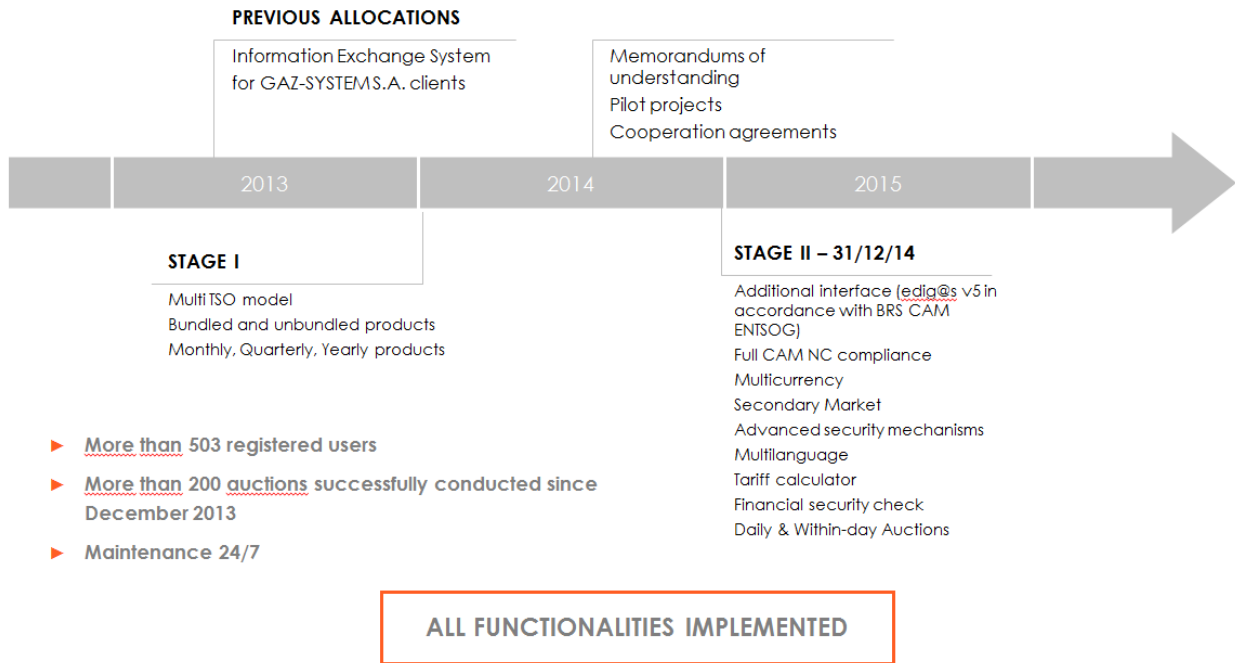 PREVIOUS ALLOCATIONS
Information Exchange System
for GAZ-SYSTEM S.A. clients
Memorandums of
understanding
Pilot projects
Cooperation agreements
2013
2014
2015
STAGE I
Multi TSO model
Bundled and unbundled products
Monthly, Quarterly, Yearly products
STAGE II – 31/12/14
Additional interface (edig@s v5 in
accordance with BRS CAM
ENTSOG)
Full CAM NC compliance
Multicurrency
Secondary Market
Advanced security mechanisms
Multilanguage
Tariff calculator
Financial security check
Daily & Within-day Auctions
► More than 503 registered users
► More than 200 auctions successfully conducted since
December 2013
► Maintenance 24/7
ALL FUNCTIONALITIES IMPLEMENTED